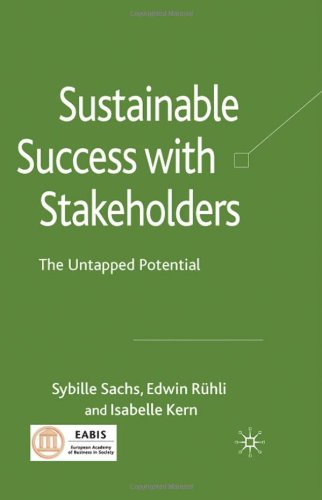 Sustainable
Success with
Stakeholders
The Untapped Potential
Sybille Sachs, Edwin Rühli
and Isabelle Kern
EABIS
European Academy
of Business in Society